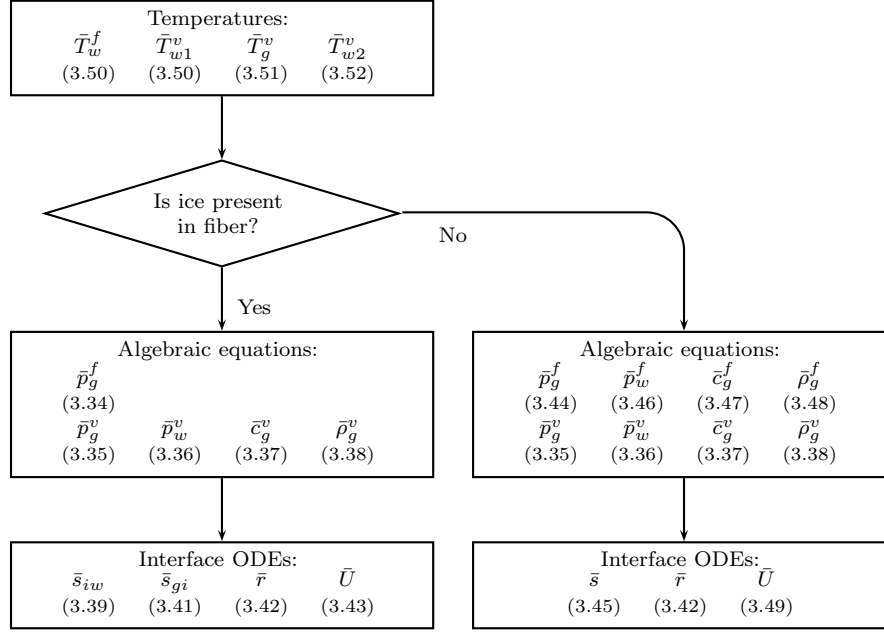 Temperatures:
T̄_w^f T̄_{w1}^v T̄_g^v T̄_{w2}^v
(3.50) (3.50) (3.51) (3.52)
Is ice present
in fiber?
No
Yes
Algebraic equations:
p̄_g^f
(3.34)
p̄_g^v p̄_w^v c̄_g^v ρ̄_g^v
(3.35) (3.36) (3.37) (3.38)
Algebraic equations:
p̄_g^f p̄_w^f c̄_g^f ρ̄_g^f
(3.44) (3.46) (3.47) (3.48)
p̄_g^v p̄_w^v c̄_g^v ρ̄_g^v
(3.35) (3.36) (3.37) (3.38)
Interface ODEs:
s̄_{iw} s̄_{gi} r̄ Ū
(3.39) (3.41) (3.42) (3.43)
Interface ODEs:
s̄ r̄ Ū
(3.45) (3.42) (3.49)